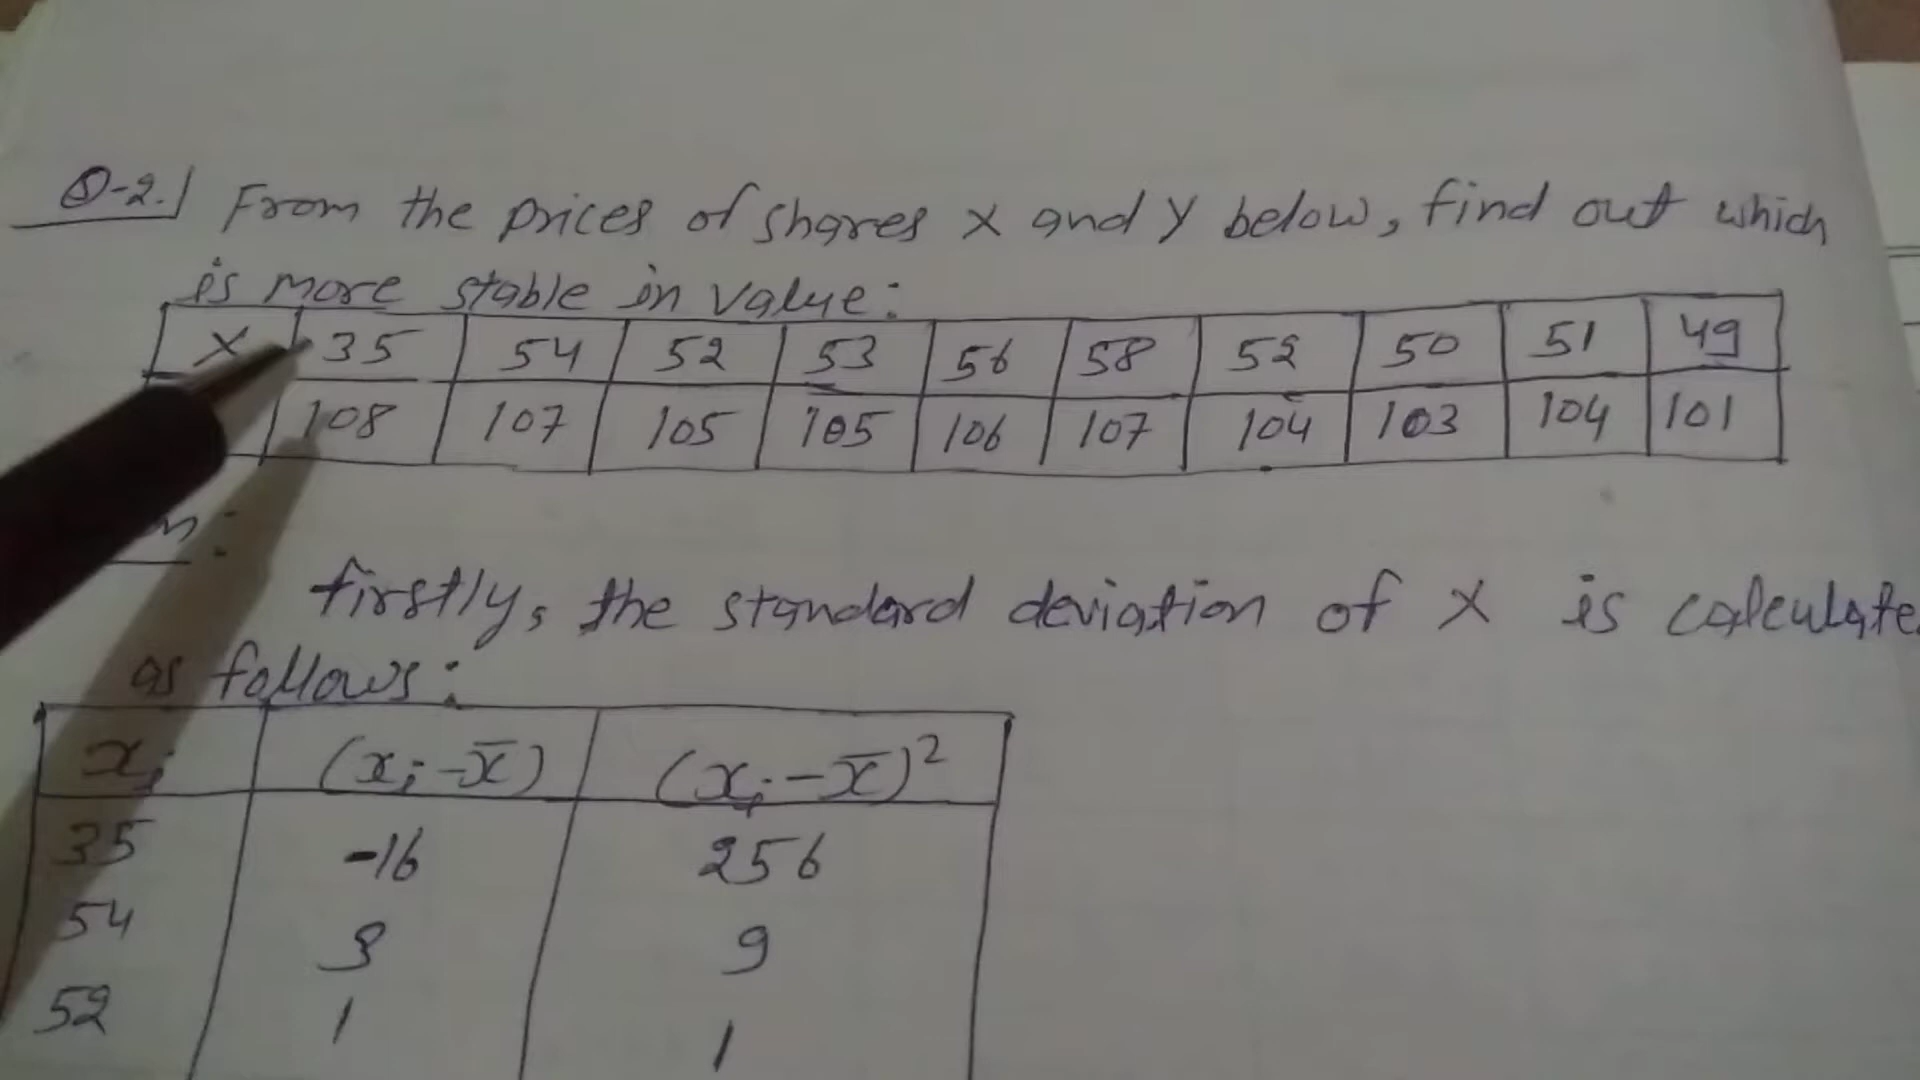 Q-2. From the prices of shares X and Y below, find out which
is more stable in value:
X 35 54 52 53 56 58 52 50 51 49
108 107 105 105 106 107 104 103 104 101
firstly, the standard deviation of X is calculate
as follows:
xi (xi-x̄) (xi-x̄)²
35 -16 256
54 3 9
52 1 1